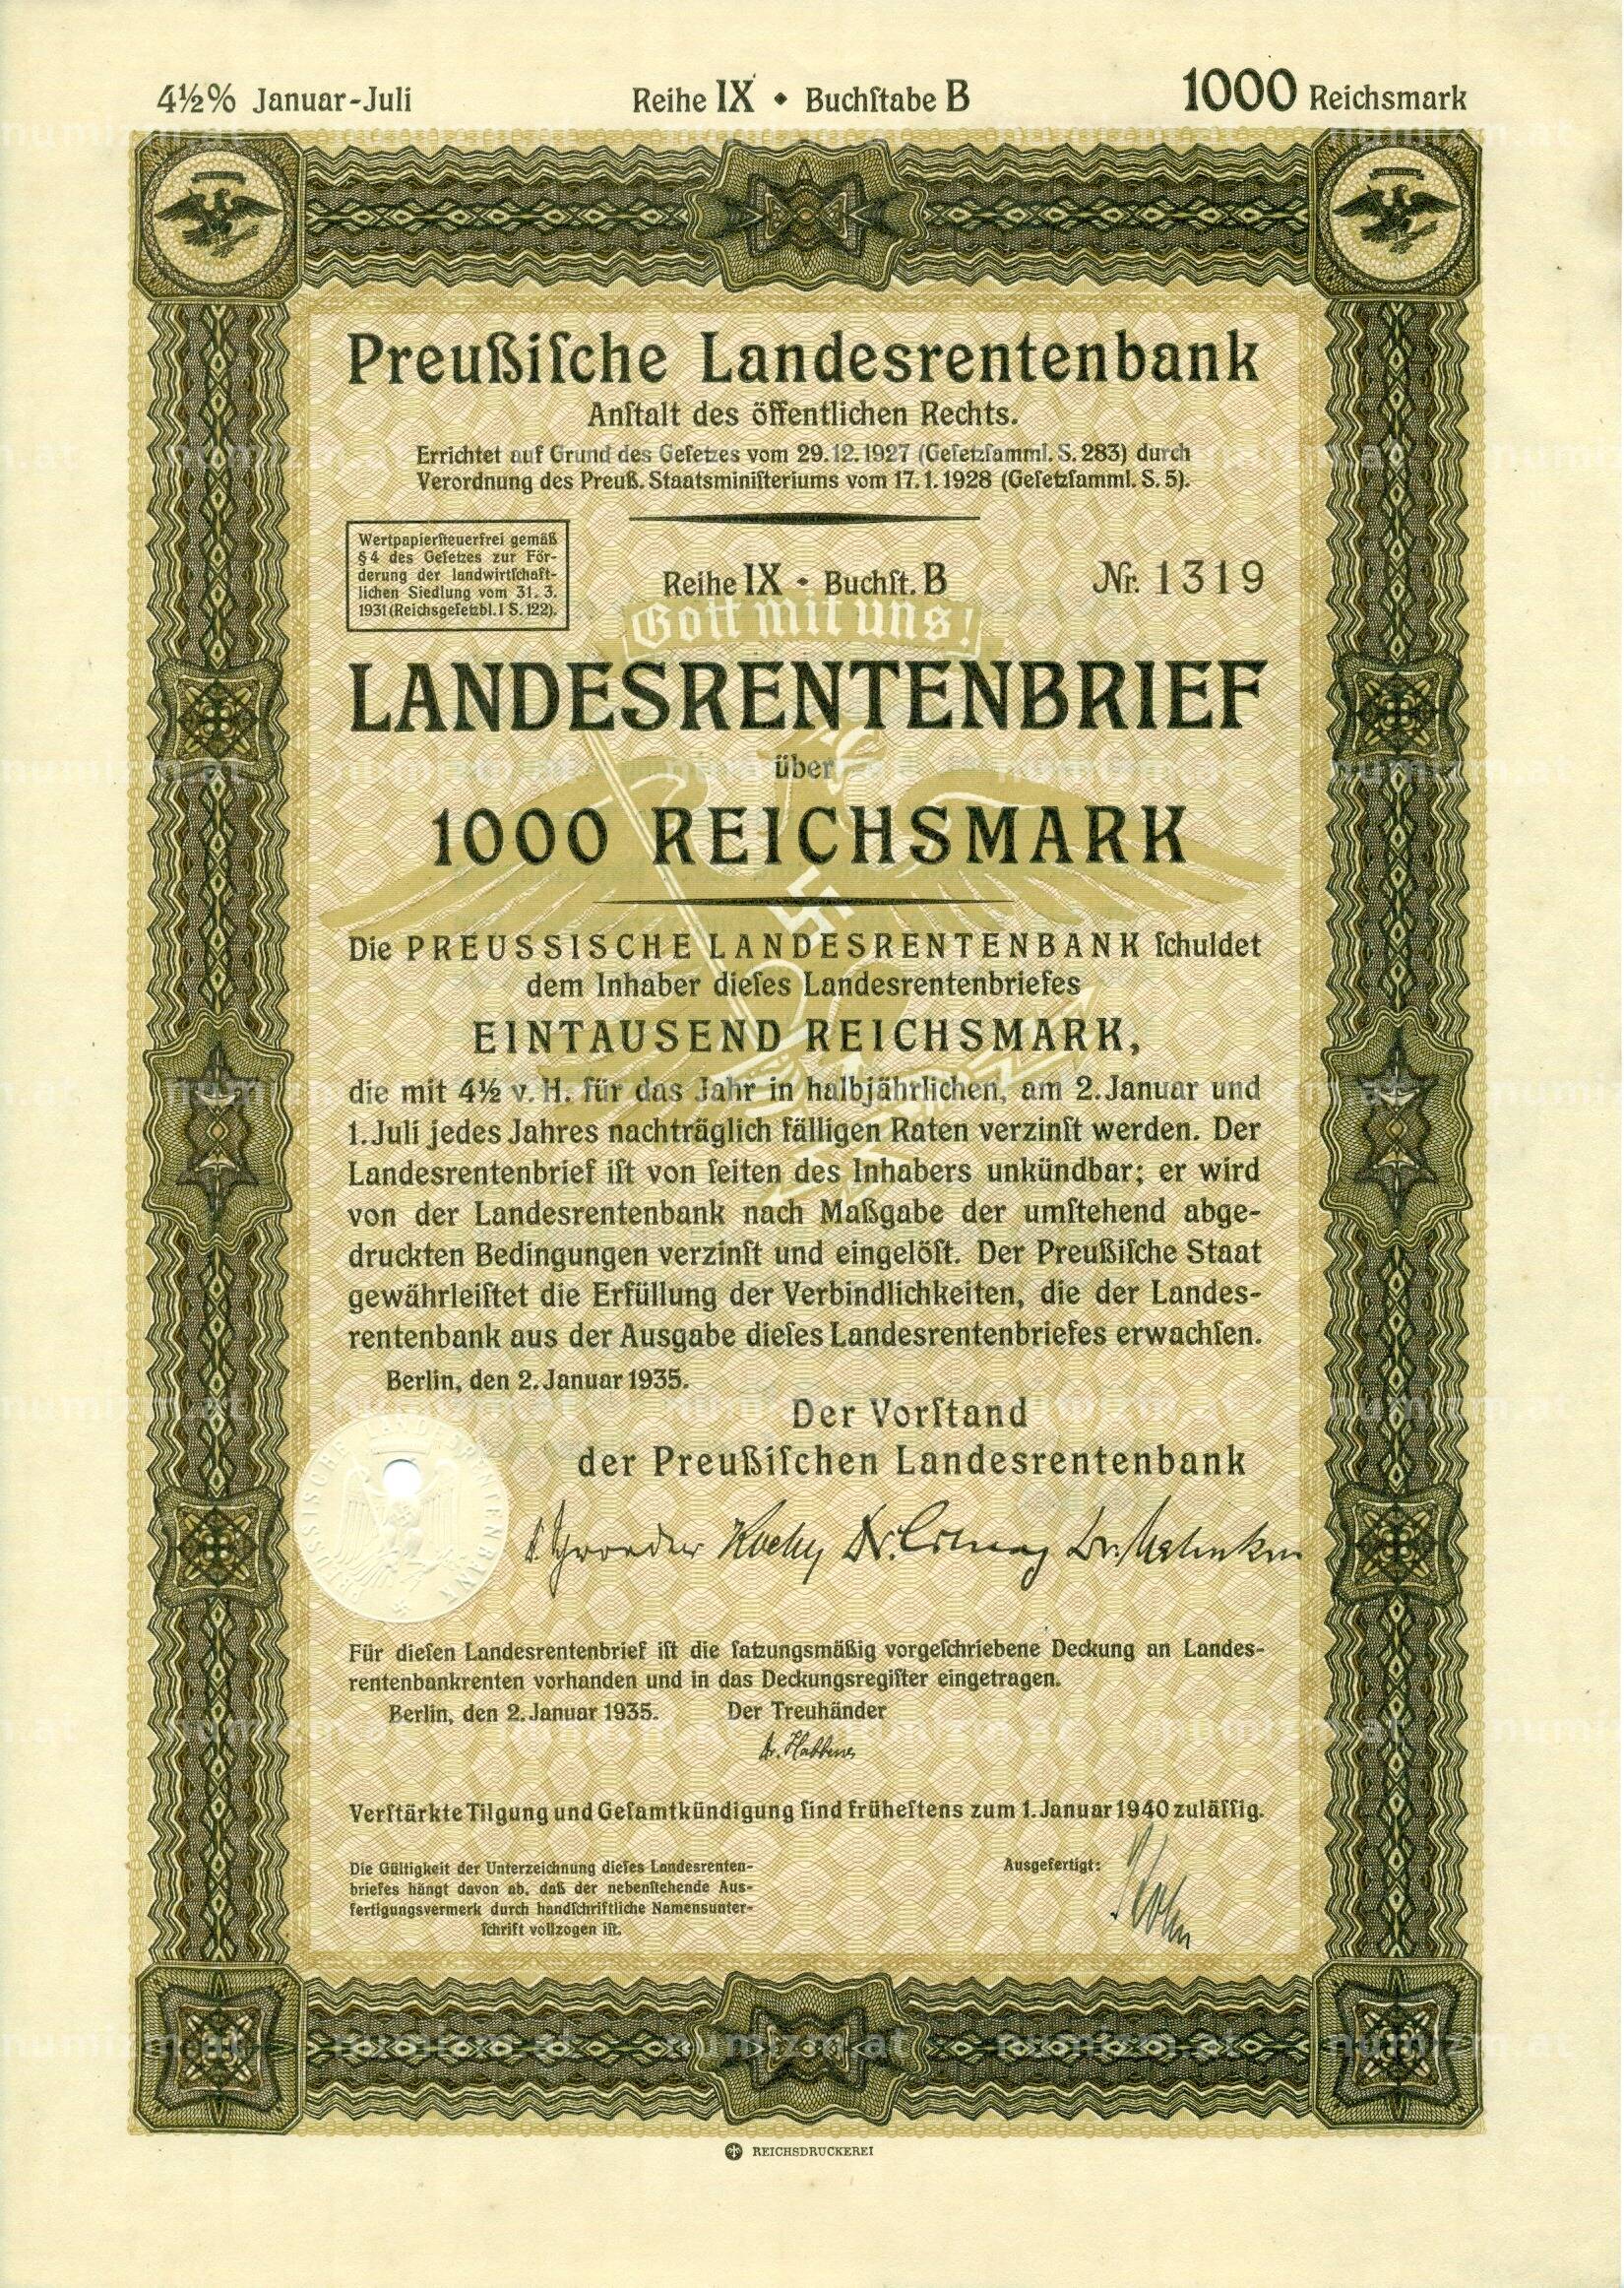 4½% Januar-Juli Reihe IX • Buchſtabe B 1000 Reichsmark
Preußiſche Landesrentenbank
Anſtalt des öffentlichen Rechts.
Errichtet auf Grund des Geſetzes vom 29.12.1927 (Geſetzſamml. S. 283) durch
Verordnung des Preuß. Staatsminiſteriums vom 17.1.1928 (Geſetzſamml. S. 5).
Wertpapierſteuerfrei gemäß
§ 4 des Geſetzes zur För-
derung der landwirtſchaft-
lichen Siedlung vom 31. 3.
1931 (Reichsgeſetzbl. I S. 122).
Reihe IX • Buchſt. B Nr. 1319
Gott mit uns!
LANDESRENTENBRIEF
über
1000 REICHSMARK
Die PREUSSISCHE LANDESRENTENBANK ſchuldet
dem Inhaber dieſes Landesrentenbriefes
EINTAUSEND REICHSMARK,
die mit 4½ v. H. für das Jahr in halbjährlichen, am 2. Januar und
1. Juli jedes Jahres nachträglich fälligen Raten verzinſt werden. Der
Landesrentenbrief iſt von ſeiten des Inhabers unkündbar; er wird
von der Landesrentenbank nach Maßgabe der umſtehend abge-
druckten Bedingungen verzinſt und eingelöſt. Der Preußiſche Staat
gewährleiſtet die Erfüllung der Verbindlichkeiten, die der Landes-
rentenbank aus der Ausgabe dieſes Landesrentenbriefes erwachſen.
Berlin, den 2. Januar 1935.
Der Vorſtand
der Preußiſchen Landesrentenbank
PREUSSISCHE LANDESRENTENBANK
Für dieſen Landesrentenbrief iſt die ſatzungsmäßig vorgeſchriebene Deckung an Landes-
rentenbankrenten vorhanden und in das Deckungsregiſter eingetragen.
Berlin, den 2. Januar 1935. Der Treuhänder
Verſtärkte Tilgung und Geſamtkündigung ſind früheſtens zum 1. Januar 1940 zuläſſig.
Die Gültigkeit der Unterzeichnung dieſes Landesrenten-
briefes hängt davon ab, daß der nebenſtehende Aus-
fertigungsvermerk durch handſchriftliche Namensunter-
ſchrift vollzogen iſt.
Ausgefertigt:
REICHSDRUCKEREI
numizm.at